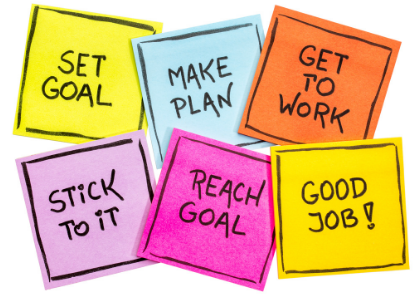 SET
GOAL
MAKE
PLAN
GET
TO
WORK
STiCK
TO iT
REACH
GOAL
GOOD
JOB!